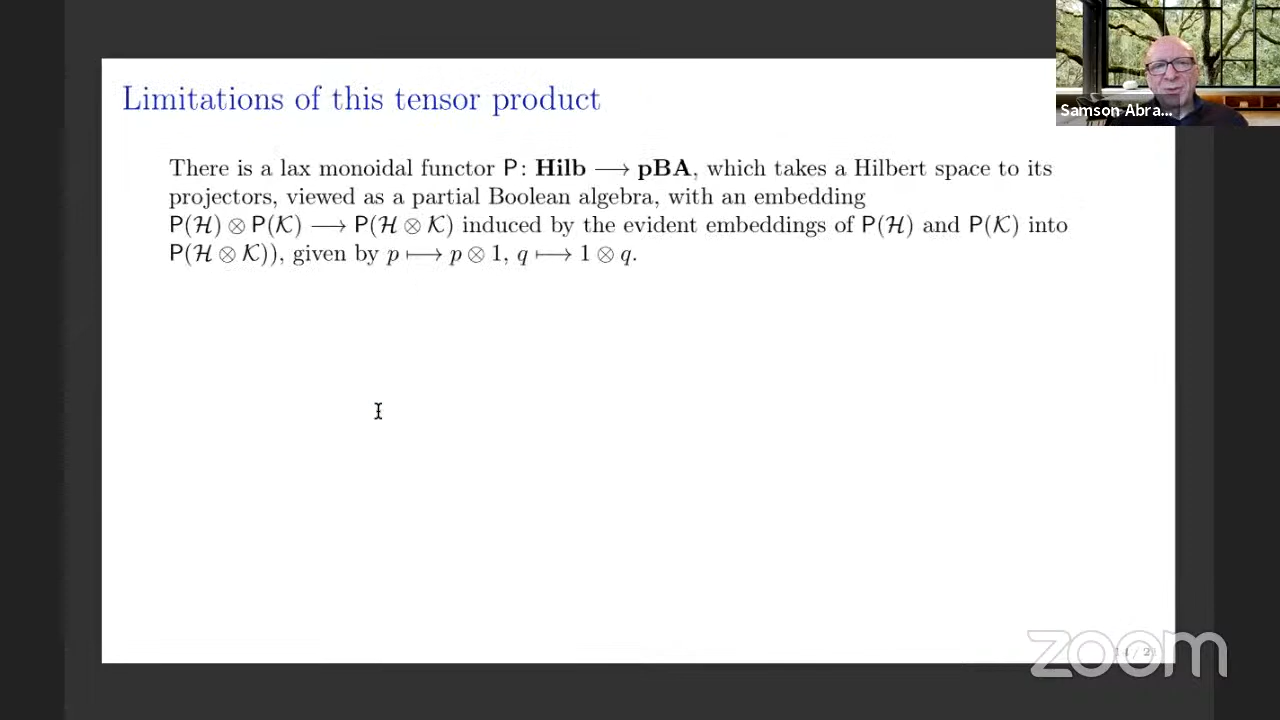 Limitations of this tensor product
Samson Abra...
There is a lax monoidal functor P: Hilb ⟶ pBA, which takes a Hilbert space to its
projectors, viewed as a partial Boolean algebra, with an embedding
P(ℋ) ⊗ P(𝒦) ⟶ P(ℋ ⊗ 𝒦) induced by the evident embeddings of P(ℋ) and P(𝒦) into
P(ℋ ⊗ 𝒦)), given by p ⟼ p ⊗ 1, q ⟼ 1 ⊗ q.
zoom